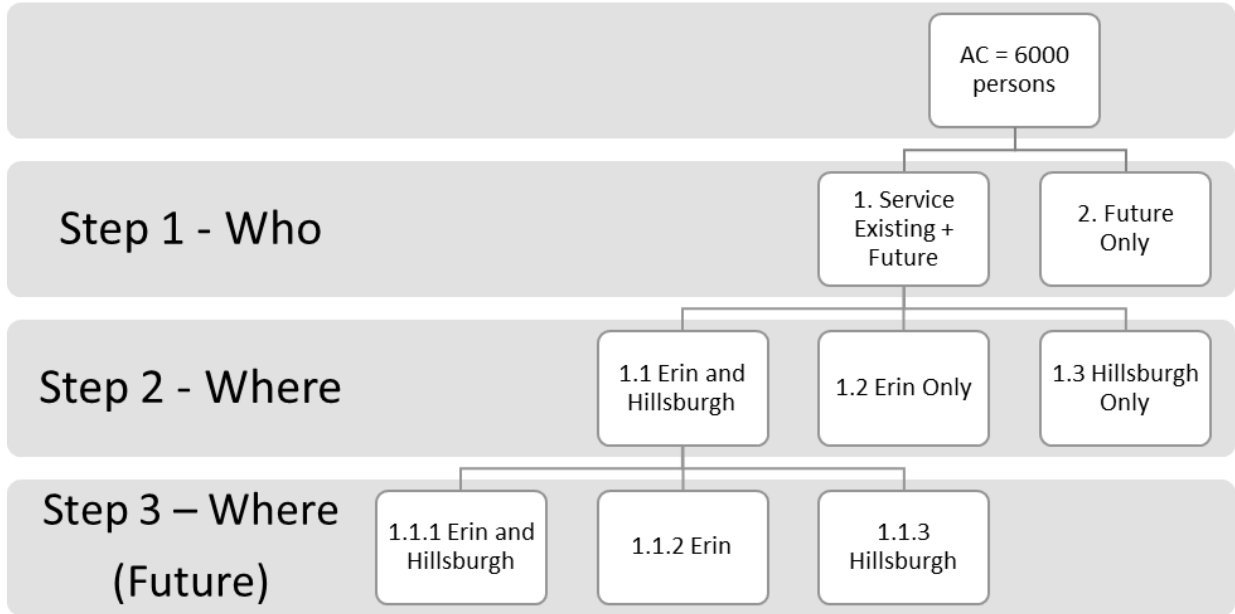 AC = 6000
persons
Step 1 - Who
1. Service
Existing +
Future
2. Future
Only
Step 2 - Where
1.1 Erin and
Hillsburgh
1.2 Erin Only
1.3 Hillsburgh
Only
Step 3 – Where
(Future)
1.1.1 Erin and
Hillsburgh
1.1.2 Erin
1.1.3
Hillsburgh